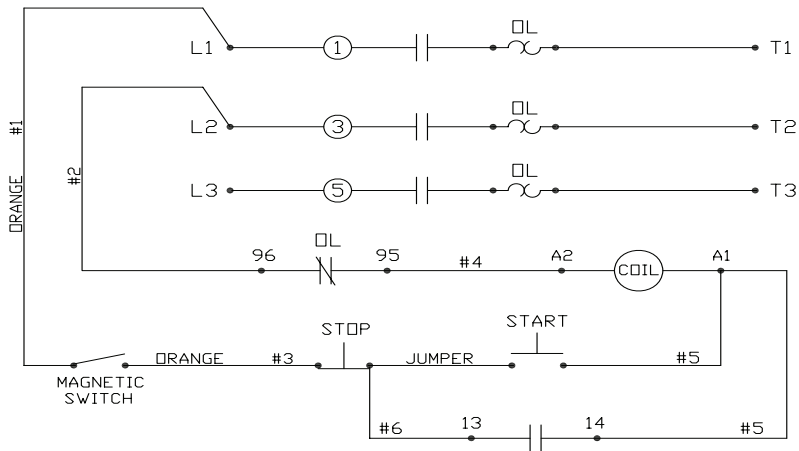 OL
L1 1 T1
OL
#1 L2 3 T2
OL
#2
ORANGE L3 5 T3
OL
96 95 #4 A2 COIL A1
STOP START
ORANGE #3 JUMPER #5
MAGNETIC
SWITCH
#6 13 14 #5